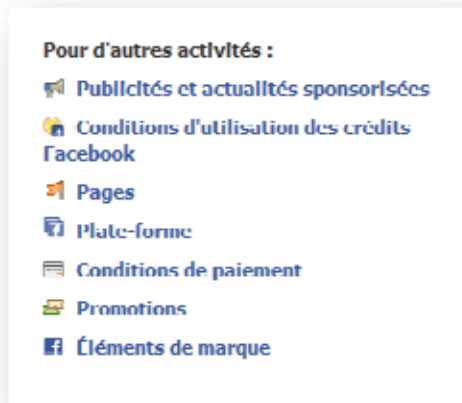 Pour d'autres activités :
Publicités et actualités sponsorisées
Conditions d'utilisation des crédits
Facebook
Pages
Plate-forme
Conditions de paiement
Promotions
Éléments de marque